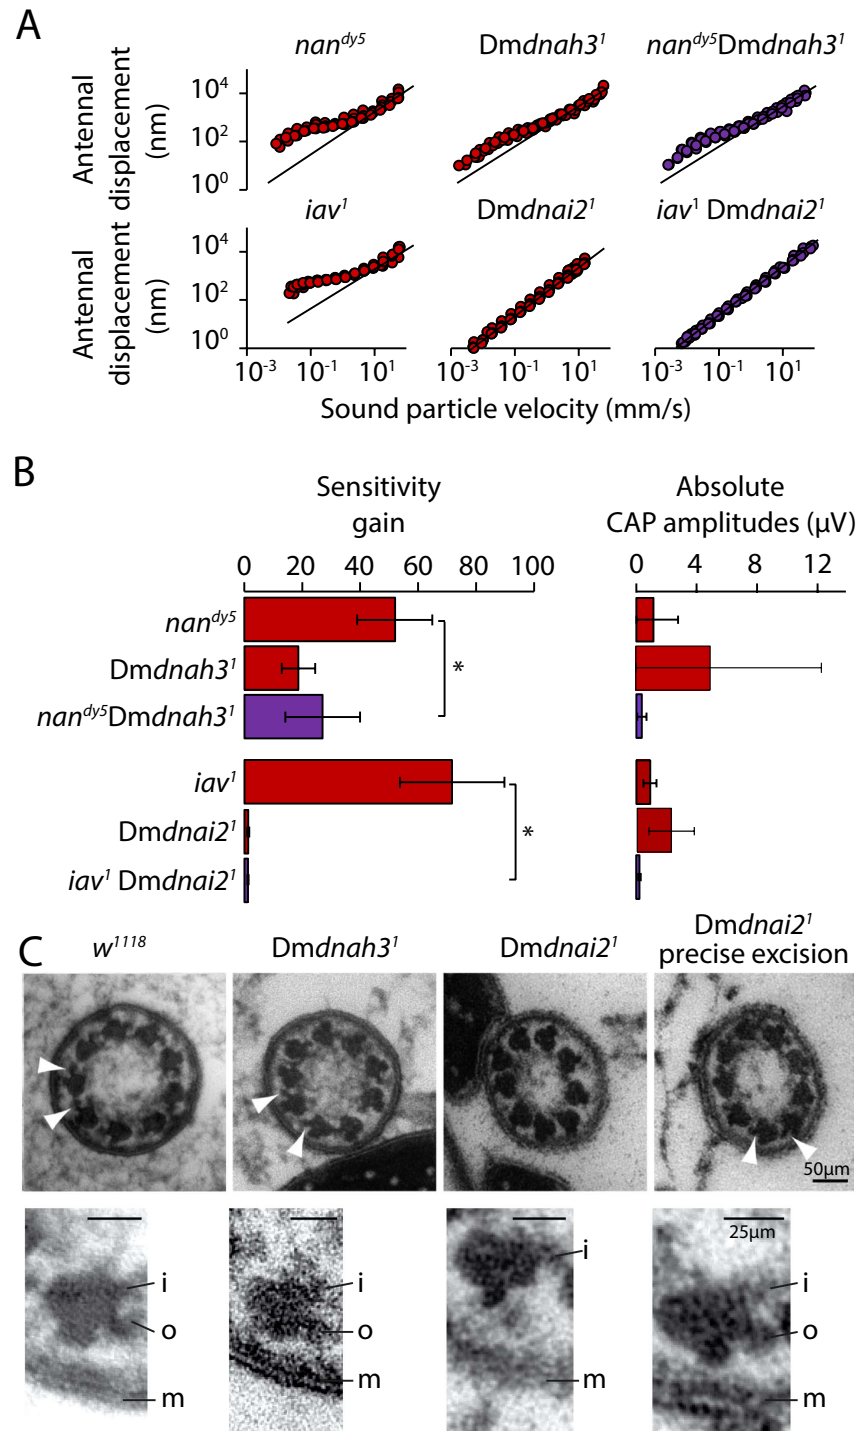 A
nan^dy5 Dmdnah3^1 nan^dy5Dmdnah3^1
Antennal
displacement
(nm)
10^4
10^2
10^0
iav^1 Dmdnai2^1 iav^1 Dmdnai2^1
Antennal
displacement
(nm)
10^4
10^2
10^0
10^-3 10^-1 10^1 10^-3 10^-1 10^1 10^-3 10^-1 10^1
Sound particle velocity (mm/s)
B
Sensitivity
gain
Absolute
CAP amplitudes (µV)
0 20 40 60 80 100 0 4 8 12
nan^dy5
Dmdnah3^1
*
nan^dy5Dmdnah3^1
iav^1
Dmdnai2^1
*
iav^1 Dmdnai2^1
C
w^1118 Dmdnah3^1 Dmdnai2^1 Dmdnai2^1
precise excision
50µm
25µm
i
o
m
i
o
m
i
m
i
o
m